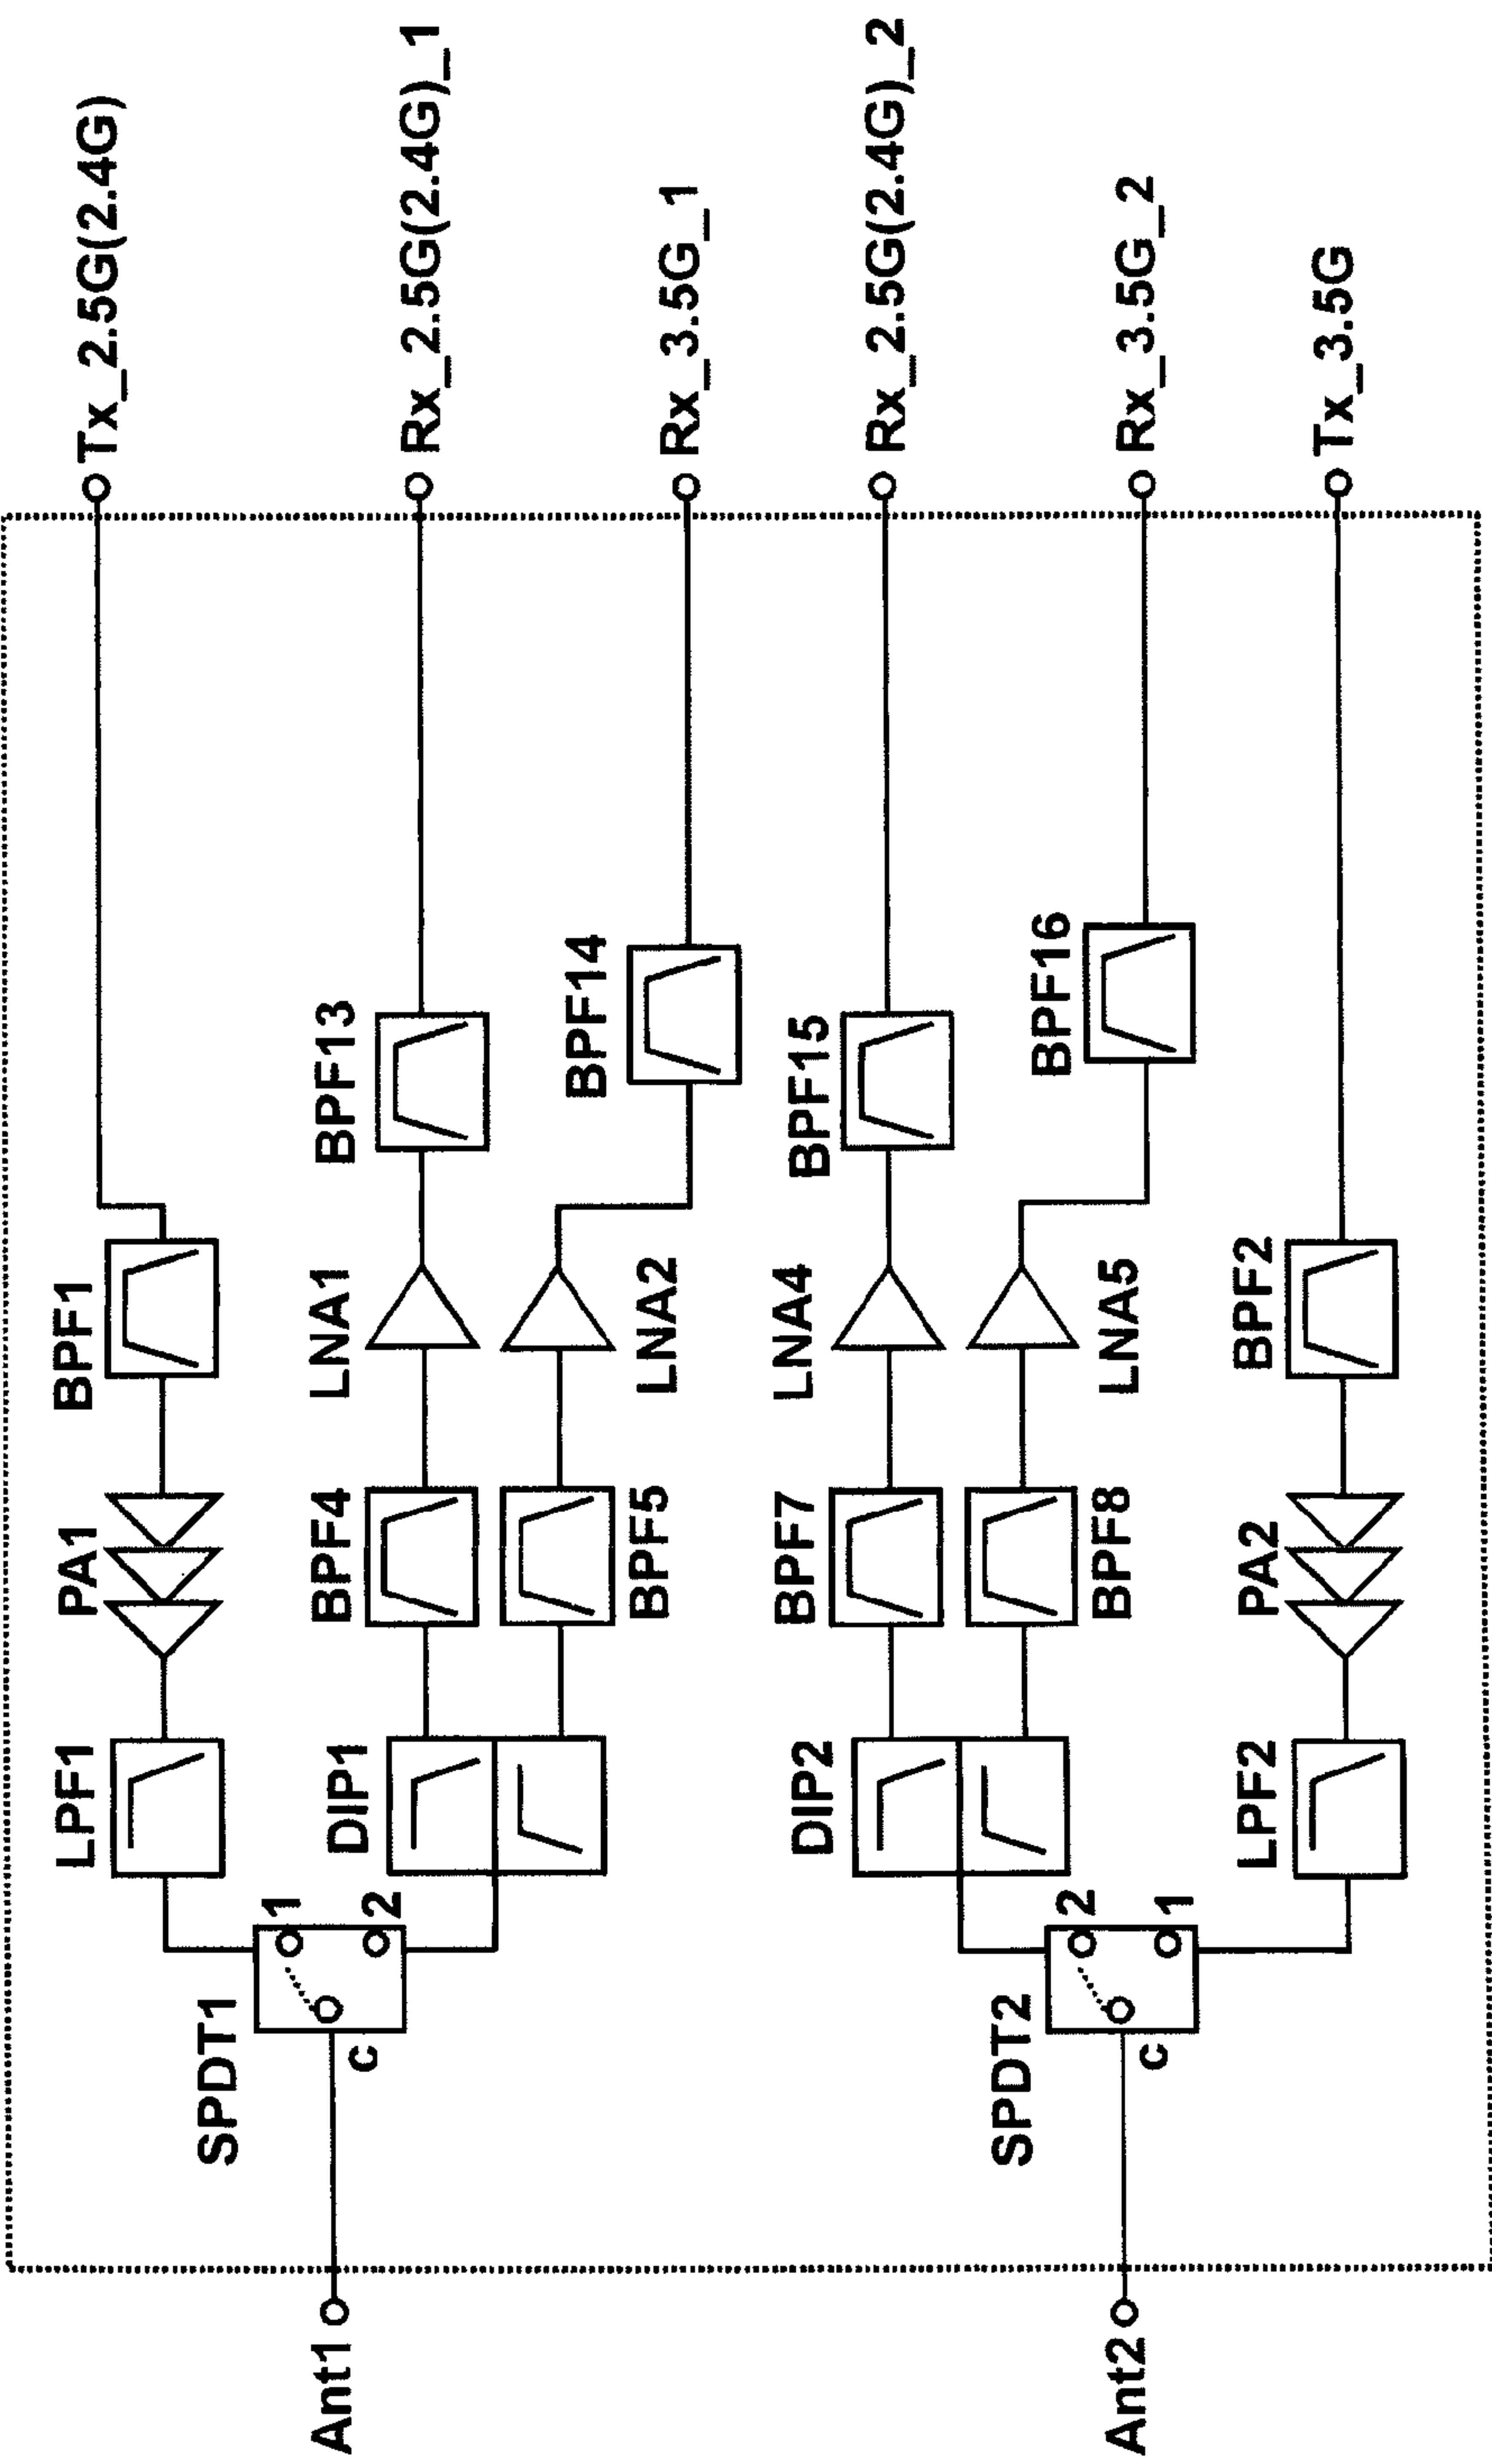 Tx_2.5G(2.4G)
BPF1
PA1
LPF1
Rx_2.5G(2.4G)_1
BPF13
LNA1
BPF4
DIP1
1
2
SPDT1
c
Ant1
Rx_3.5G_1
BPF14
LNA2
BPF5
Rx_2.5G(2.4G)_2
BPF15
LNA4
BPF7
DIP2
2
1
SPDT2
c
Ant2
Rx_3.5G_2
BPF16
LNA5
BPF8
Tx_3.5G
BPF2
PA2
LPF2